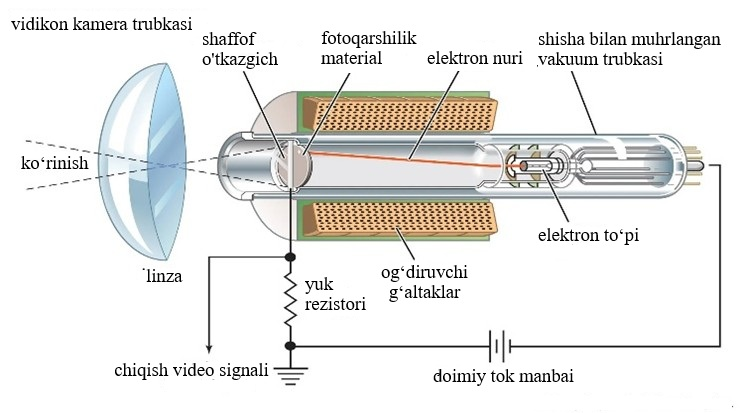 vidikon kamera trubkasi
shaffof
o'tkazgich
fotoqarshilik
material
elektron nuri
shisha bilan muhrlangan
vakuum trubkasi
ko‘rinish
linza
elektron to‘pi
og‘diruvchi
g‘altaklar
yuk
rezistori
chiqish video signali
doimiy tok manbai